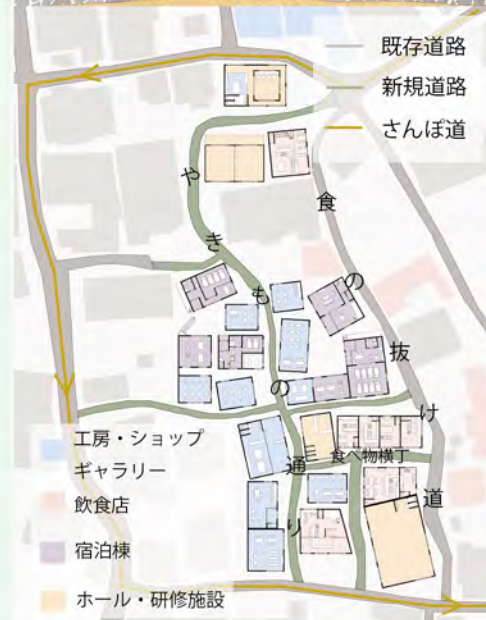 既存道路
新規道路
さんぽ道
やきもの通り
食の抜け道
食べ物横丁
工房・ショップ
ギャラリー
飲食店
宿泊棟
ホール・研修施設